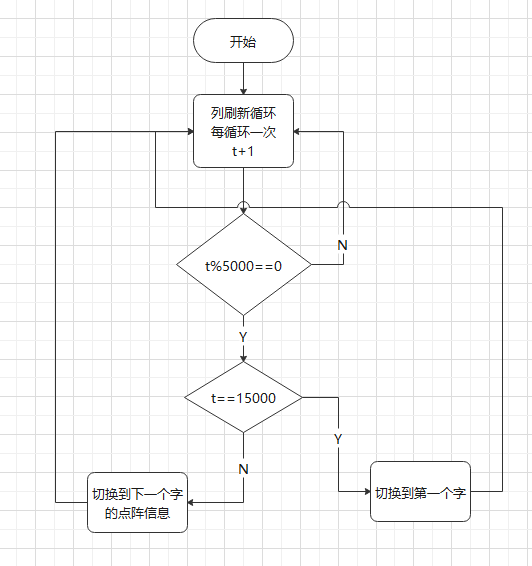 开始
列刷新循环
每循环一次
t+1
t%5000==0
N
Y
t==15000
Y
N
切换到下一个字
的点阵信息
切换到第一个字